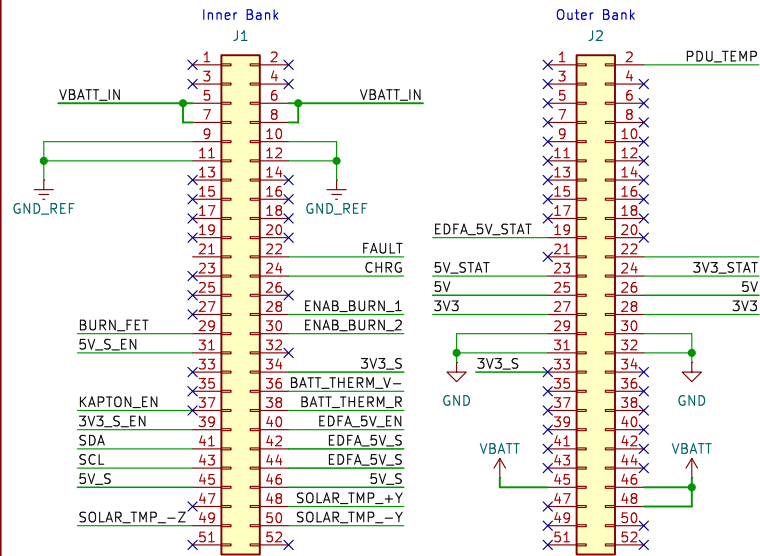 Inner Bank Outer Bank
J1 J2
1 2 1 2 PDU_TEMP
3 4 3 4
VBATT_IN 5 6 VBATT_IN 5 6
7 8 7 8
9 10 9 10
11 12 11 12
13 14 13 14
15 16 15 16
GND_REF GND_REF
17 18 17 18
19 20 EDFA_5V_STAT 19 20
21 22 FAULT 21 22
23 24 CHRG 5V_STAT 23 24 3V3_STAT
25 26 5V 25 26 5V
27 28 ENAB_BURN_1 3V3 27 28 3V3
BURN_FET 29 30 ENAB_BURN_2 29 30
5V_S_EN 31 32 31 32
33 34 3V3_S 3V3_S 33 34
35 36 BATT_THERM_V- 35 36
GND GND
KAPTON_EN 37 38 BATT_THERM_R 37 38
3V3_S_EN 39 40 EDFA_5V_EN 39 40
SDA 41 42 EDFA_5V_S 41 42
VBATT VBATT
SCL 43 44 EDFA_5V_S 43 44
5V_S 45 46 5V_S 45 46
47 48 SOLAR_TMP_+Y 47 48
SOLAR_TMP_-Z 49 50 SOLAR_TMP_-Y 49 50
51 52 51 52